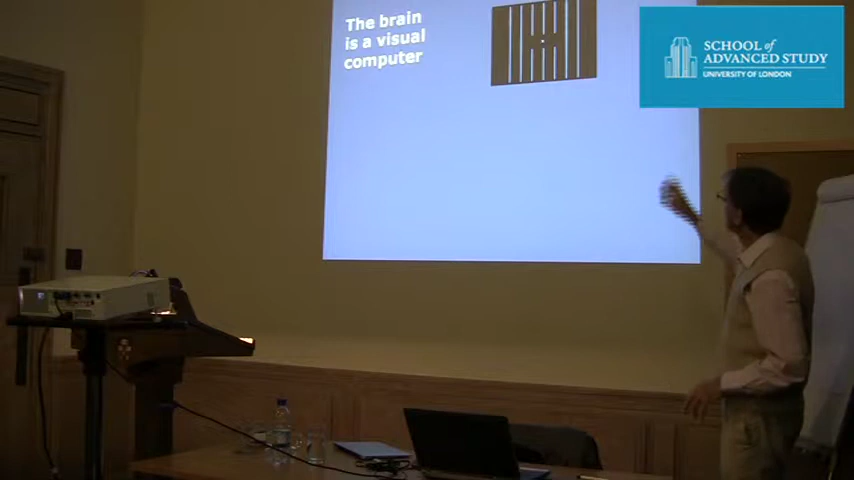 The brain
is a visual
computer
SCHOOL of
ADVANCED STUDY
UNIVERSITY OF LONDON